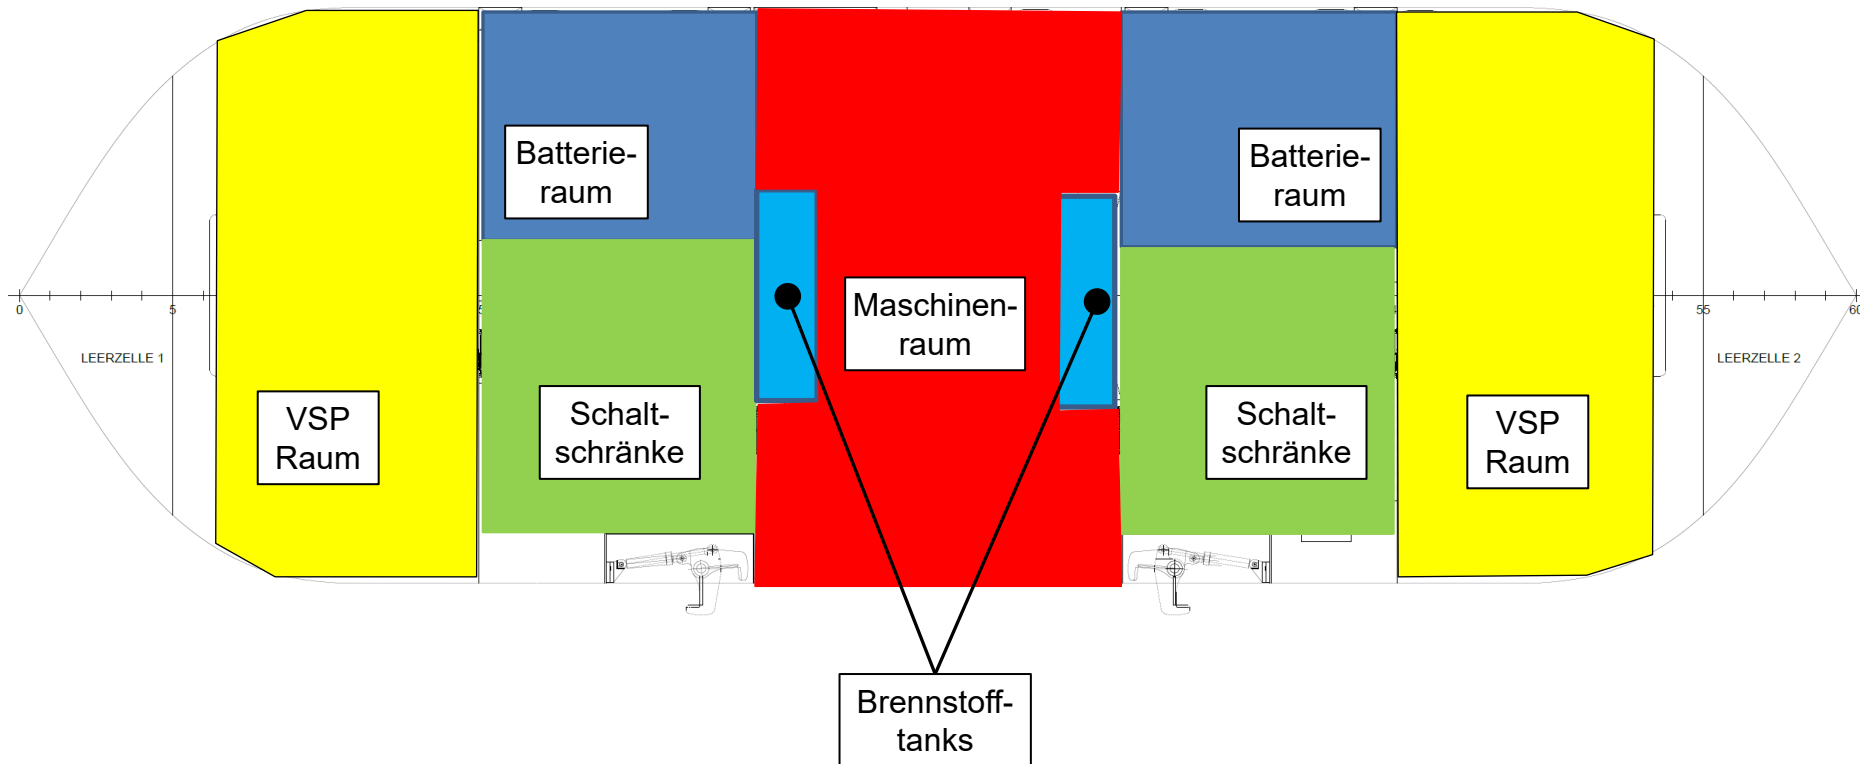 Batterie-
raum
Batterie-
raum
Maschinen-
raum
0
5
55
60
LEERZELLE 1
LEERZELLE 2
VSP
Raum
Schalt-
schränke
Schalt-
schränke
VSP
Raum
Brennstoff-
tanks